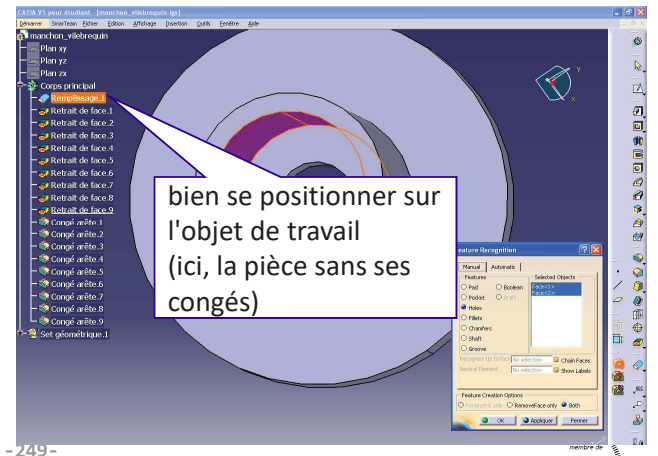 CATIA V5 pour étudiant - [manchon_vilebrequin.igs]
Démarrer SmarTeam Fichier Edition Affichage Insertion Outils Fenêtre Aide
manchon_vilebrequin
Plan xy
Plan yz
Plan zx
Corps principal
Remplissage.1
Retrait de face.1
Retrait de face.2
Retrait de face.3
Retrait de face.4
Retrait de face.5
Retrait de face.6
Retrait de face.7
Retrait de face.8
Retrait de face.9
Congé arête.1
Congé arête.2
Congé arête.3
Congé arête.4
Congé arête.5
Congé arête.6
Congé arête.7
Congé arête.8
Congé arête.9
Set géométrique.1
Y
x
bien se positionner sur
l'objet de travail
(ici, la pièce sans ses
congés)
Feature Recognition
Manual Automatic
Features Selected Objects
Pad Boolean Face<1>
Pocket Draft Face<2>
Holes
Fillets
Chamfers
Shaft
Groove
Recognize Up to Face No selection Chain Faces
Neutral Element No selection Show Labels
Feature Creation Options
Parametric only RemoveFace only Both
OK Appliquer Fermer
-249-
membre de